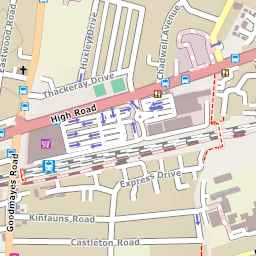 Eastwood Road
Huxley Drive
Chadwell Avenue
Thackeray Drive
High Road
Goodmayes Road
Express Drive
Kinfauns Road
Castleton Road